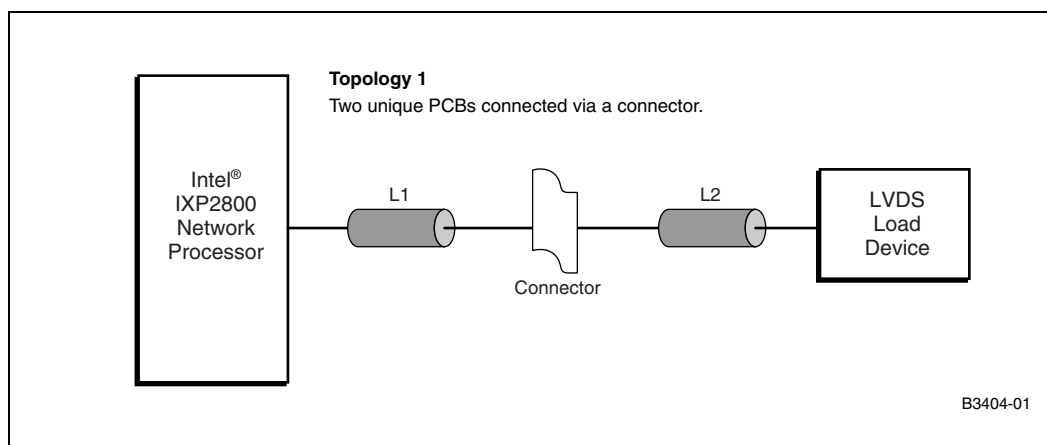 Topology 1
Two unique PCBs connected via a connector.
Intel®
IXP2800
Network
Processor
L1
Connector
L2
LVDS
Load
Device
B3404-01